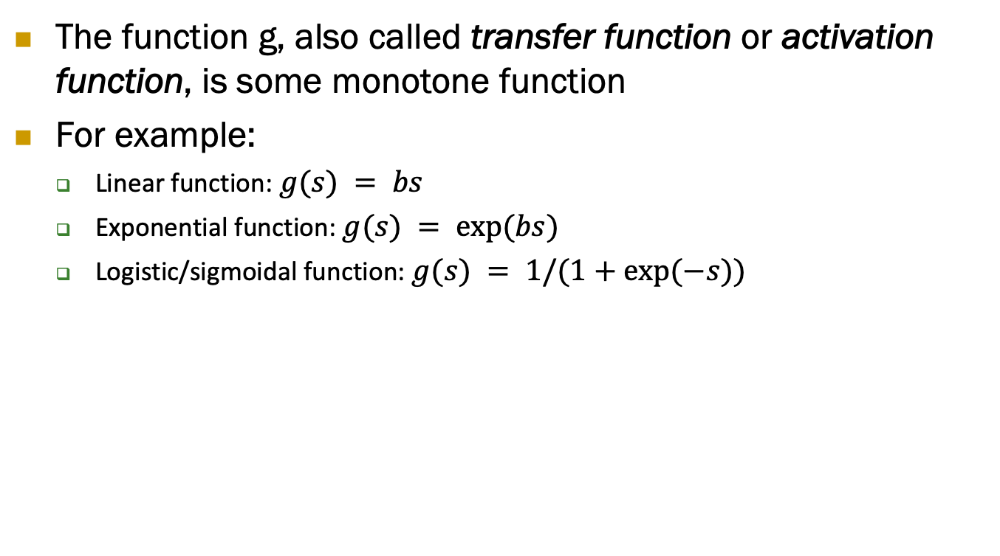 The function g, also called transfer function or activation
function, is some monotone function
For example:
Linear function: g(s) = bs
Exponential function: g(s) = exp(bs)
Logistic/sigmoidal function: g(s) = 1/(1 + exp(−s))